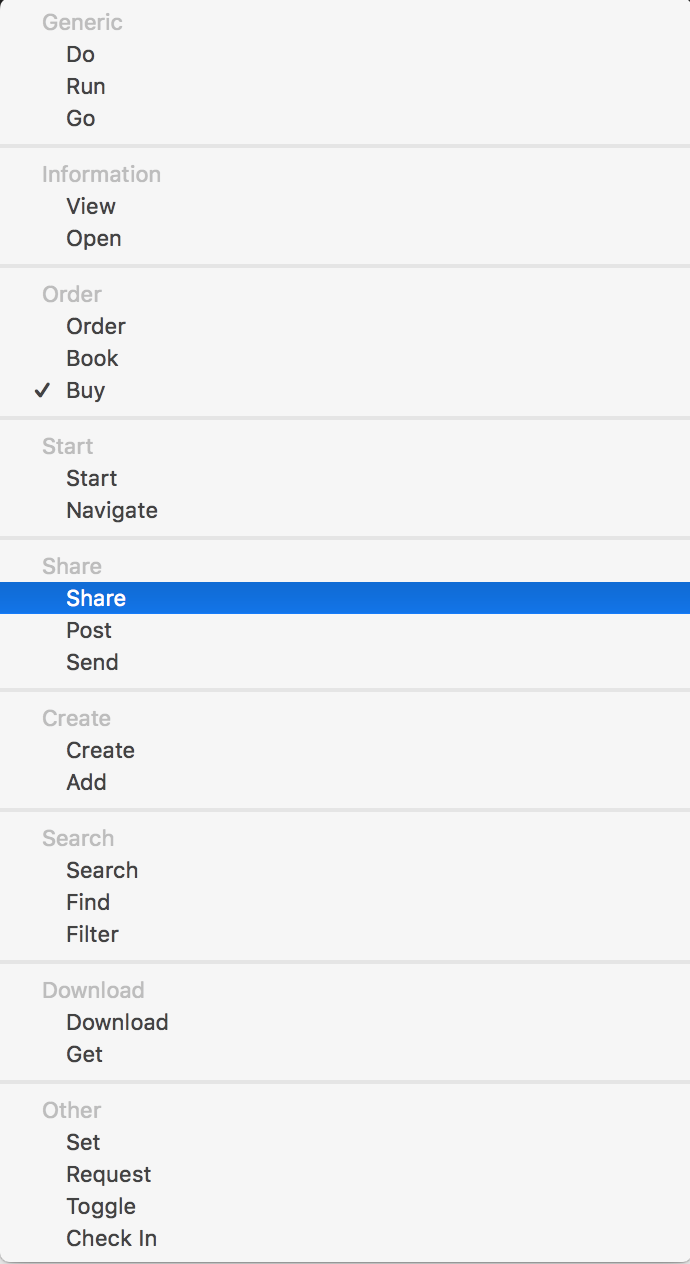 Generic
Do
Run
Go
Information
View
Open
Order
Order
Book
Buy
Start
Start
Navigate
Share
Share
Post
Send
Create
Create
Add
Search
Search
Find
Filter
Download
Download
Get
Other
Set
Request
Toggle
Check In